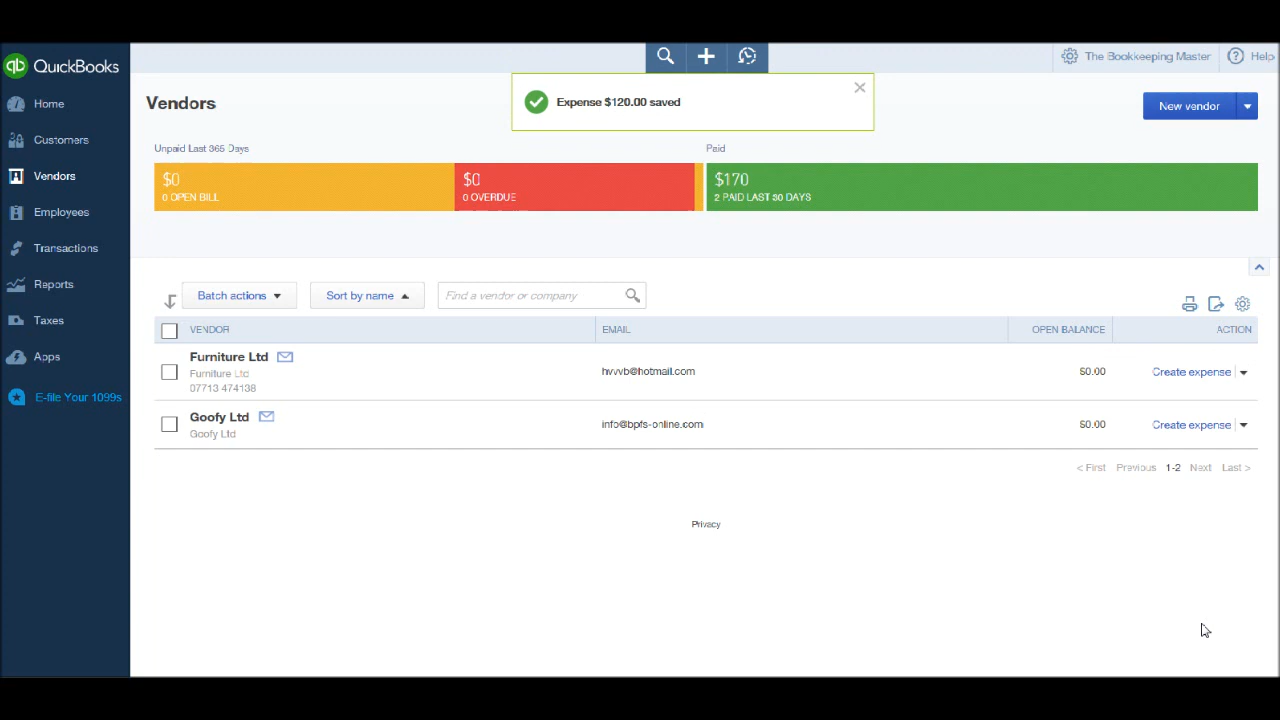 qb QuickBooks
The Bookkeeping Master
Help
Home
Customers
Vendors
Employees
Transactions
Reports
Taxes
Apps
E-file Your 1099s
Vendors
Expense $120.00 saved
New vendor
Unpaid Last 365 Days
Paid
$0
0 OPEN BILL
$0
0 OVERDUE
$170
2 PAID LAST 30 DAYS
Batch actions
Sort by name
Find a vendor or company
VENDOR EMAIL OPEN BALANCE ACTION
Furniture Ltd
Furniture Ltd
07713 474138
hvvvb@hotmail.com
$0.00
Create expense
Goofy Ltd
Goofy Ltd
info@bpfs-online.com
$0.00
Create expense
< First Previous 1-2 Next Last >
Privacy